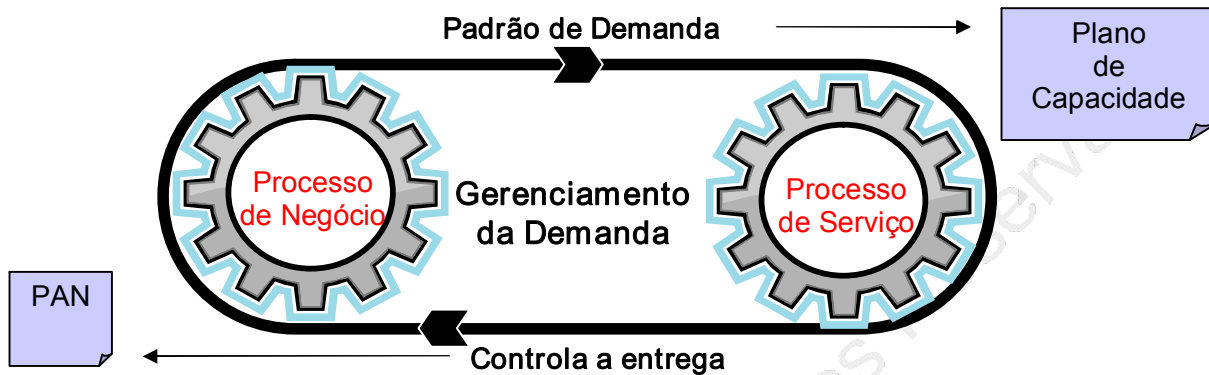 Padrão de Demanda
Plano
de
Capacidade
Processo
de Negócio
Gerenciamento
da Demanda
Processo
de Serviço
PAN
Controla a entrega